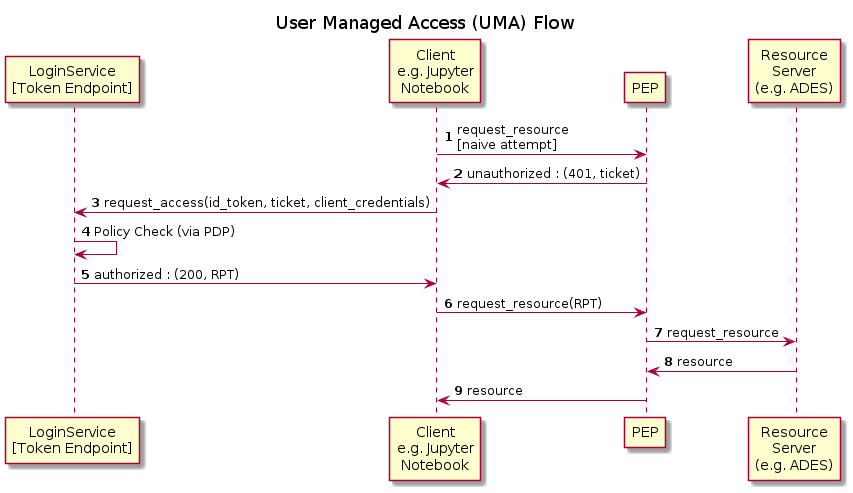 User Managed Access (UMA) Flow
LoginService
[Token Endpoint]
Client
e.g. Jupyter
Notebook
PEP
Resource
Server
(e.g. ADES)
1 request_resource
[naive attempt]
2 unauthorized : (401, ticket)
3 request_access(id_token, ticket, client_credentials)
4 Policy Check (via PDP)
5 authorized : (200, RPT)
6 request_resource(RPT)
7 request_resource
8 resource
9 resource
LoginService
[Token Endpoint]
Client
e.g. Jupyter
Notebook
PEP
Resource
Server
(e.g. ADES)